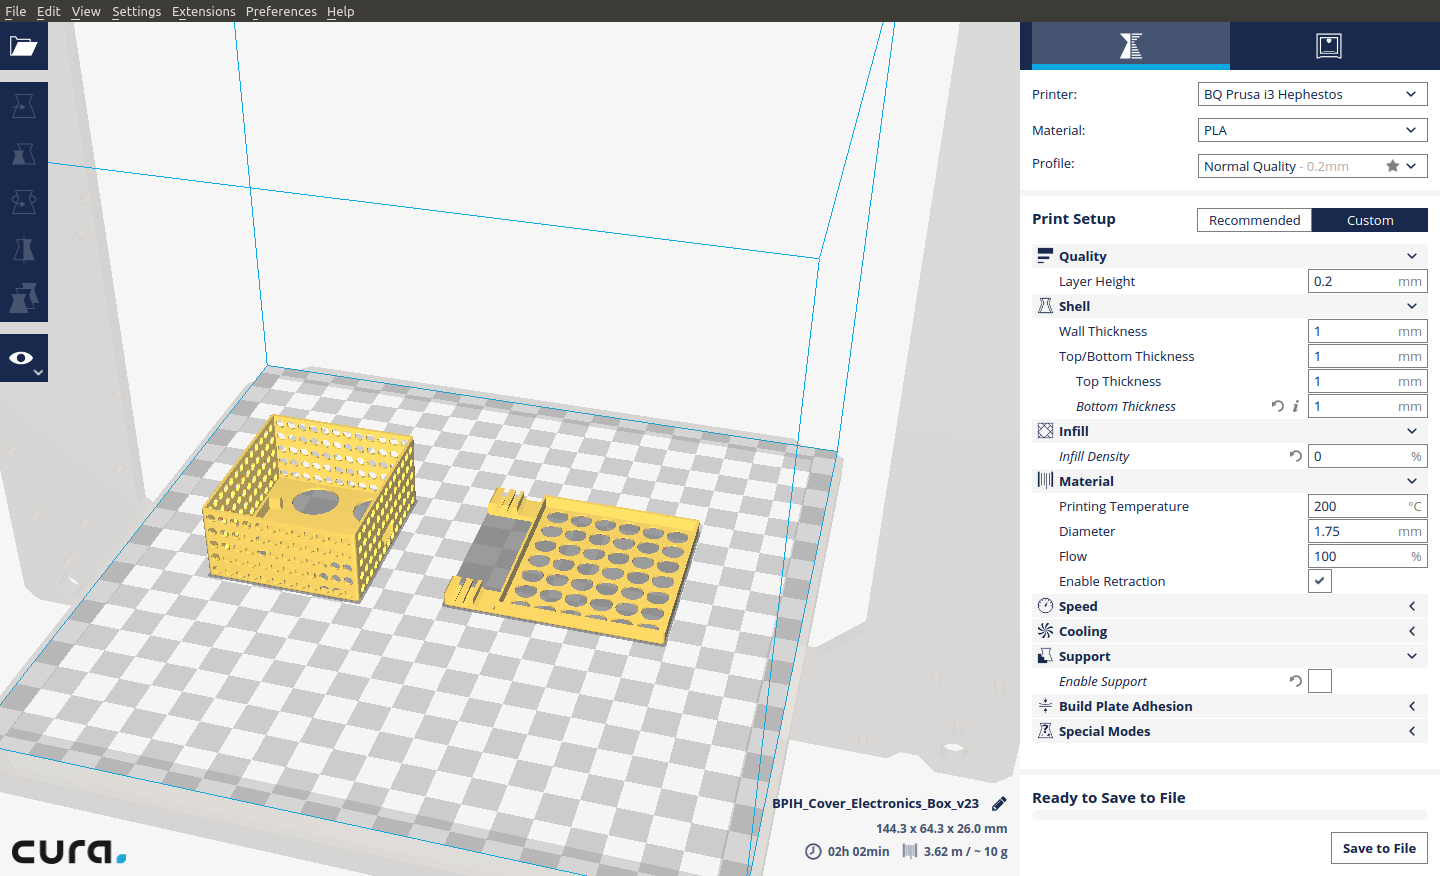 File Edit View Settings Extensions Preferences Help
Printer: BQ Prusa i3 Hephestos
Material: PLA
Profile: Normal Quality - 0.2mm
Print Setup Recommended Custom
Quality
Layer Height 0.2 mm
Shell
Wall Thickness 1 mm
Top/Bottom Thickness 1 mm
Top Thickness 1 mm
Bottom Thickness i 1 mm
Infill
Infill Density 0 %
Material
Printing Temperature 200 °C
Diameter 1.75 mm
Flow 100 %
Enable Retraction
Speed
Cooling
Support
Enable Support
Build Plate Adhesion
Special Modes
Ready to Save to File
Save to File
BPIH_Cover_Electronics_Box_v23
144.3 x 64.3 x 26.0 mm
02h 02min 3.62 m / ~ 10 g
cura.